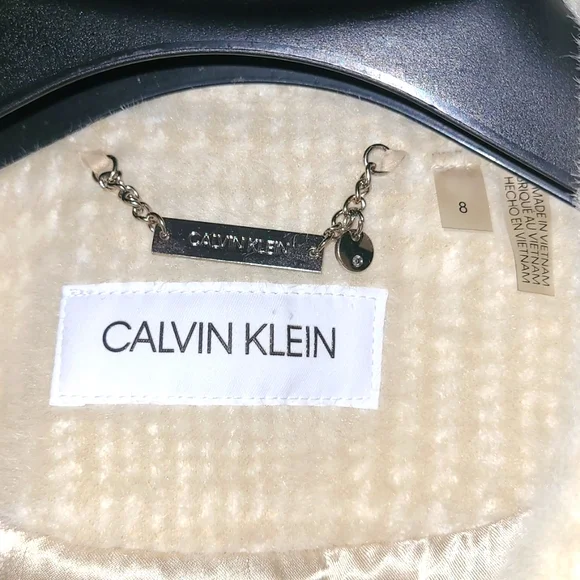 CALVIN KLEIN
8
MADE IN VIETNAM
FABRIQUÉ AU VIETNAM
HECHO EN VIETNAM
CALVIN KLEIN